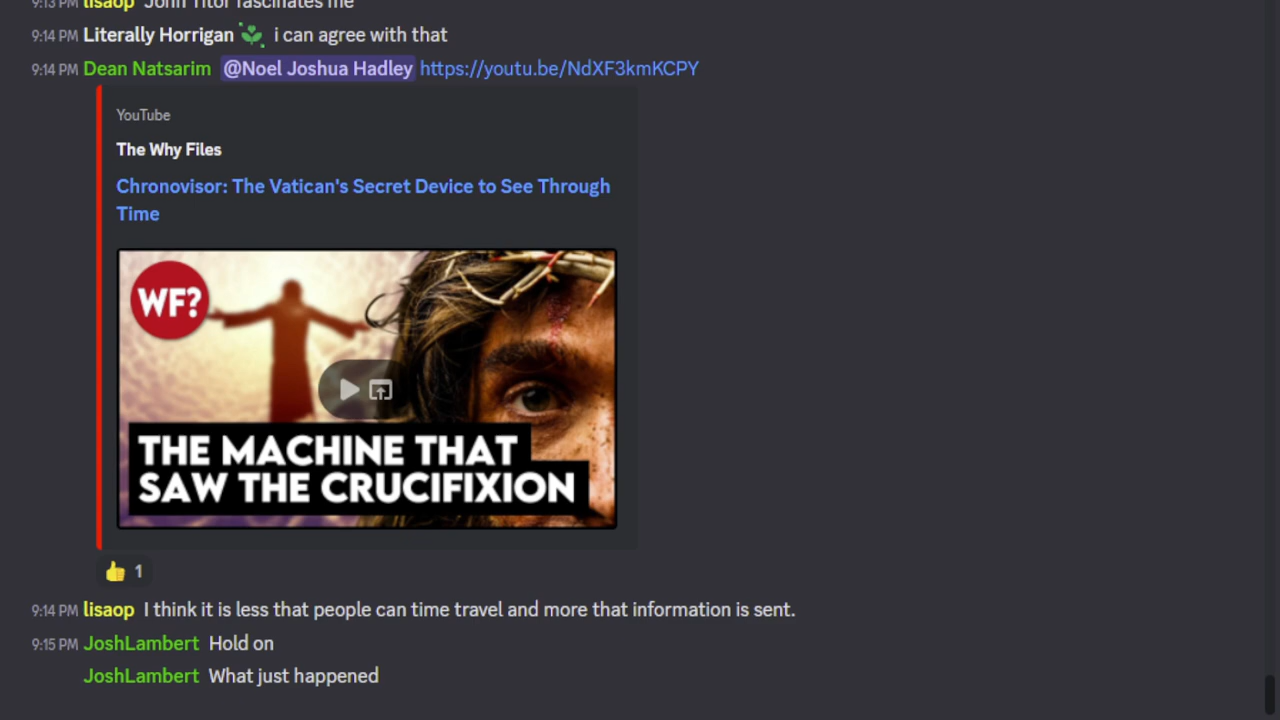 9:13 PM lisaop John Titor fascinates me
9:14 PM Literally Horrigan i can agree with that
9:14 PM Dean Natsarim @Noel Joshua Hadley https://youtu.be/NdXF3kmKCPY
YouTube
The Why Files
Chronovisor: The Vatican's Secret Device to See Through
Time
WF?
THE MACHINE THAT
SAW THE CRUCIFIXION
1
9:14 PM lisaop I think it is less that people can time travel and more that information is sent.
9:15 PM JoshLambert Hold on
JoshLambert What just happened